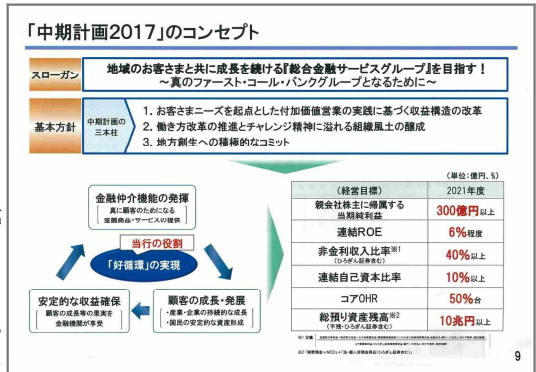 「中期計画2017」のコンセプト
スローガン
地域のお客さまと共に成長を続ける『総合金融サービスグループ』を目指す！
～真のファースト・コール・バンクグループとなるために～
基本方針
中期計画の
三本柱
1. お客さまニーズを起点とした付加価値営業の実践に基づく収益構造の改革
2. 働き方改革の推進とチャレンジ精神に溢れる組織風土の醸成
3. 地方創生への積極的なコミット
金融仲介機能の発揮
真に顧客のためになる
金融商品・サービスの提供
当行の役割
「好循環」の実現
安定的な収益確保
顧客の成長等の果実を
金融機関が享受
顧客の成長・発展
・産業・企業の持続的な成長
・国民の安定的な資産形成
(単位:億円、%)
(経営目標) 2021年度
親会社株主に帰属する
当期純利益 300億円以上
連結ROE 6%程度
非金利収入比率※1
(ひろぎん証券含む) 40%以上
連結自己資本比率 10%以上
コアOHR 50%台
総預り資産残高※2
(平残・ひろぎん証券含む) 10兆円以上
※1 定義
9